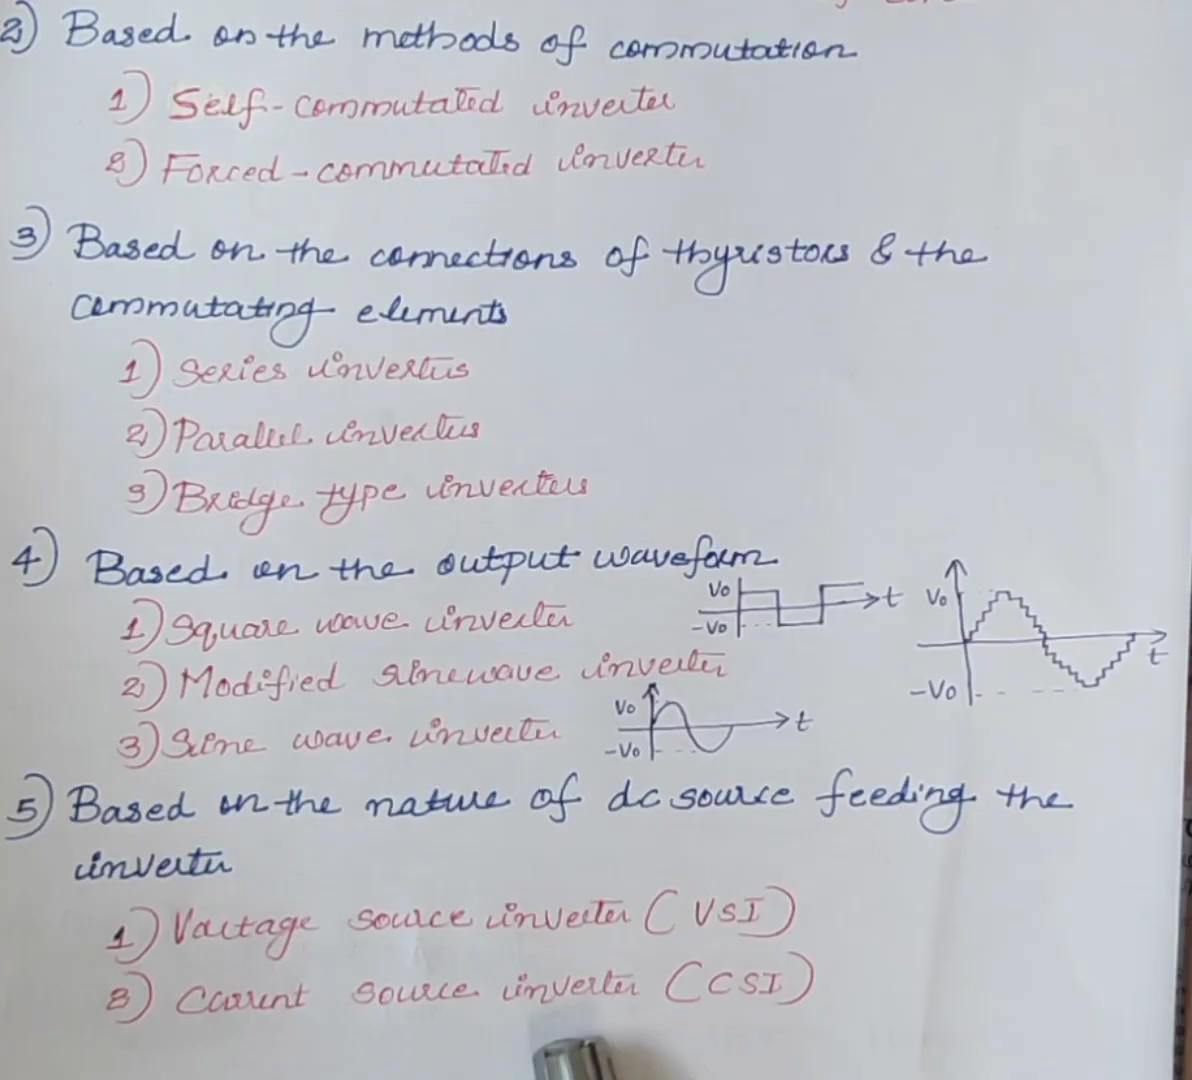 2) Based on the methods of commutation
1) Self-commutated inverter
2) Forced-commutated inverter
3) Based on the connections of thyristors & the
commutating elements
1) Series inverters
2) Parallel inverters
3) Bridge type inverters
4) Based on the output waveform
1) Square wave inverter
Vo
-Vo
t
Vo
-Vo
t
2) Modified sinewave inverter
3) Sine wave inverter
Vo
-Vo
t
5) Based on the nature of dc source feeding the
inverter
1) Voltage source inverter (VSI)
2) Current source inverter (CSI)